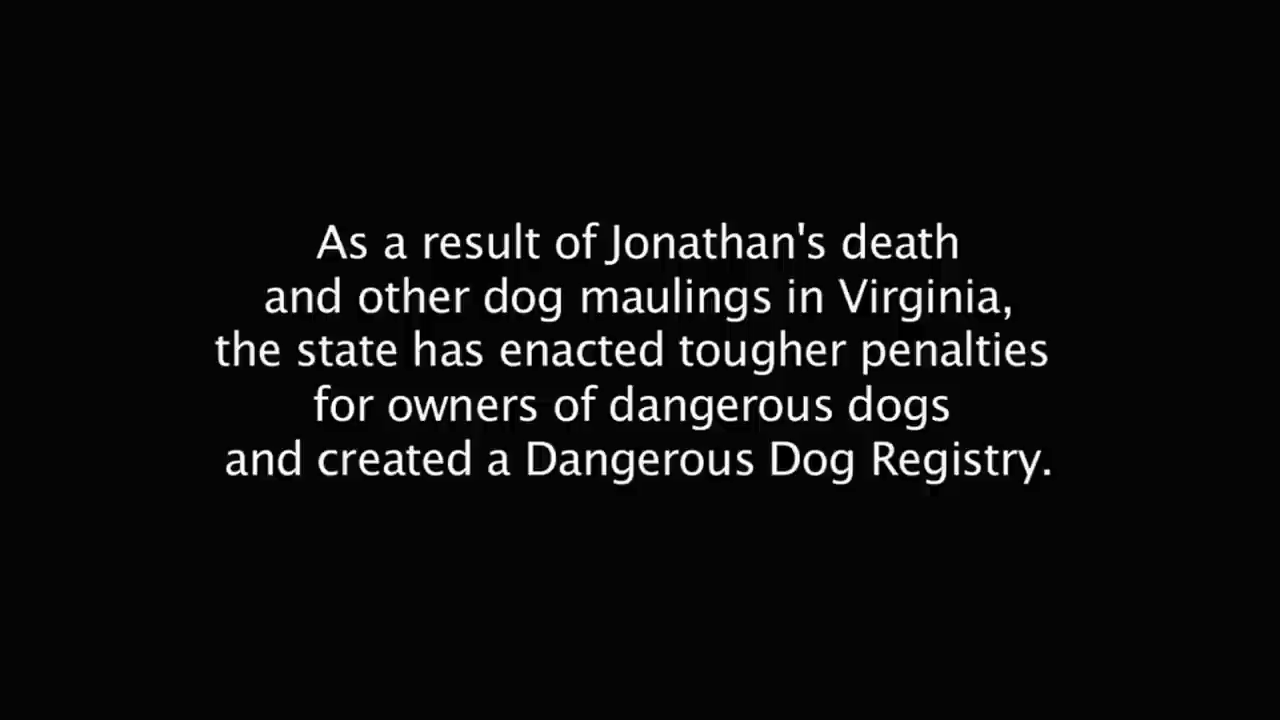 As a result of Jonathan's death
and other dog maulings in Virginia,
the state has enacted tougher penalties
for owners of dangerous dogs
and created a Dangerous Dog Registry.